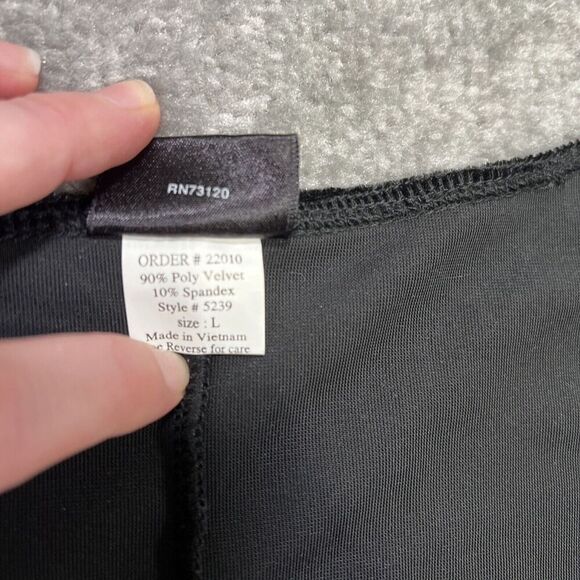 RN73120
ORDER # 22010
90% Poly Velvet
10% Spandex
Style # 5239
size : L
Made in Vietnam
Reverse for care